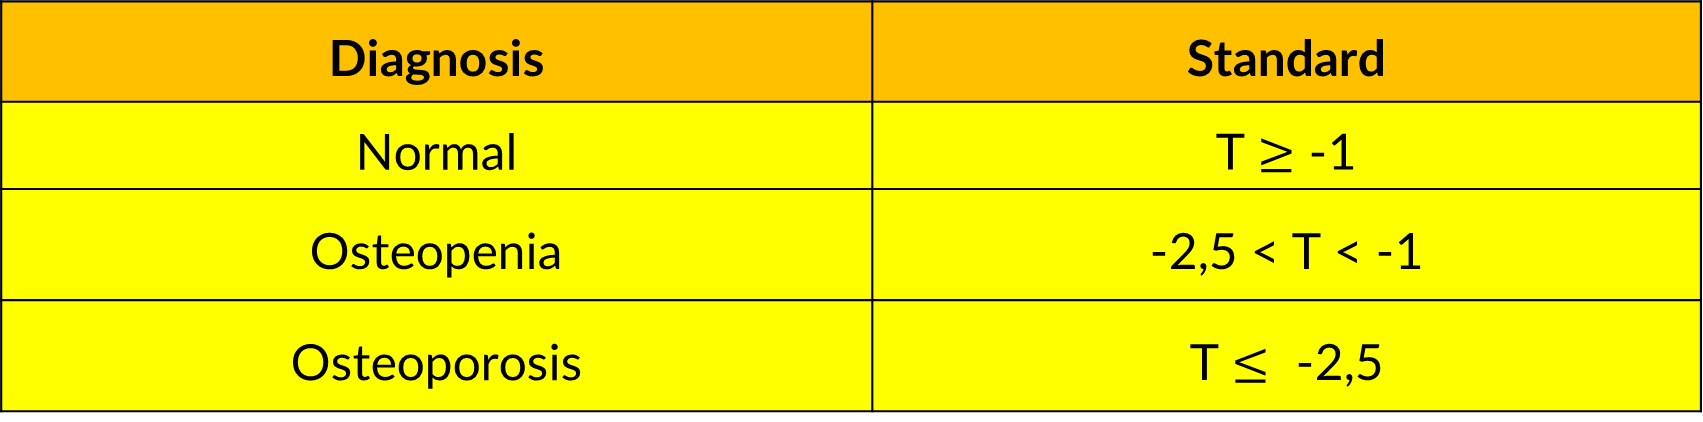 Diagnosis Standard
Normal T ≥ -1
Osteopenia -2,5 < T < -1
Osteoporosis T ≤ -2,5